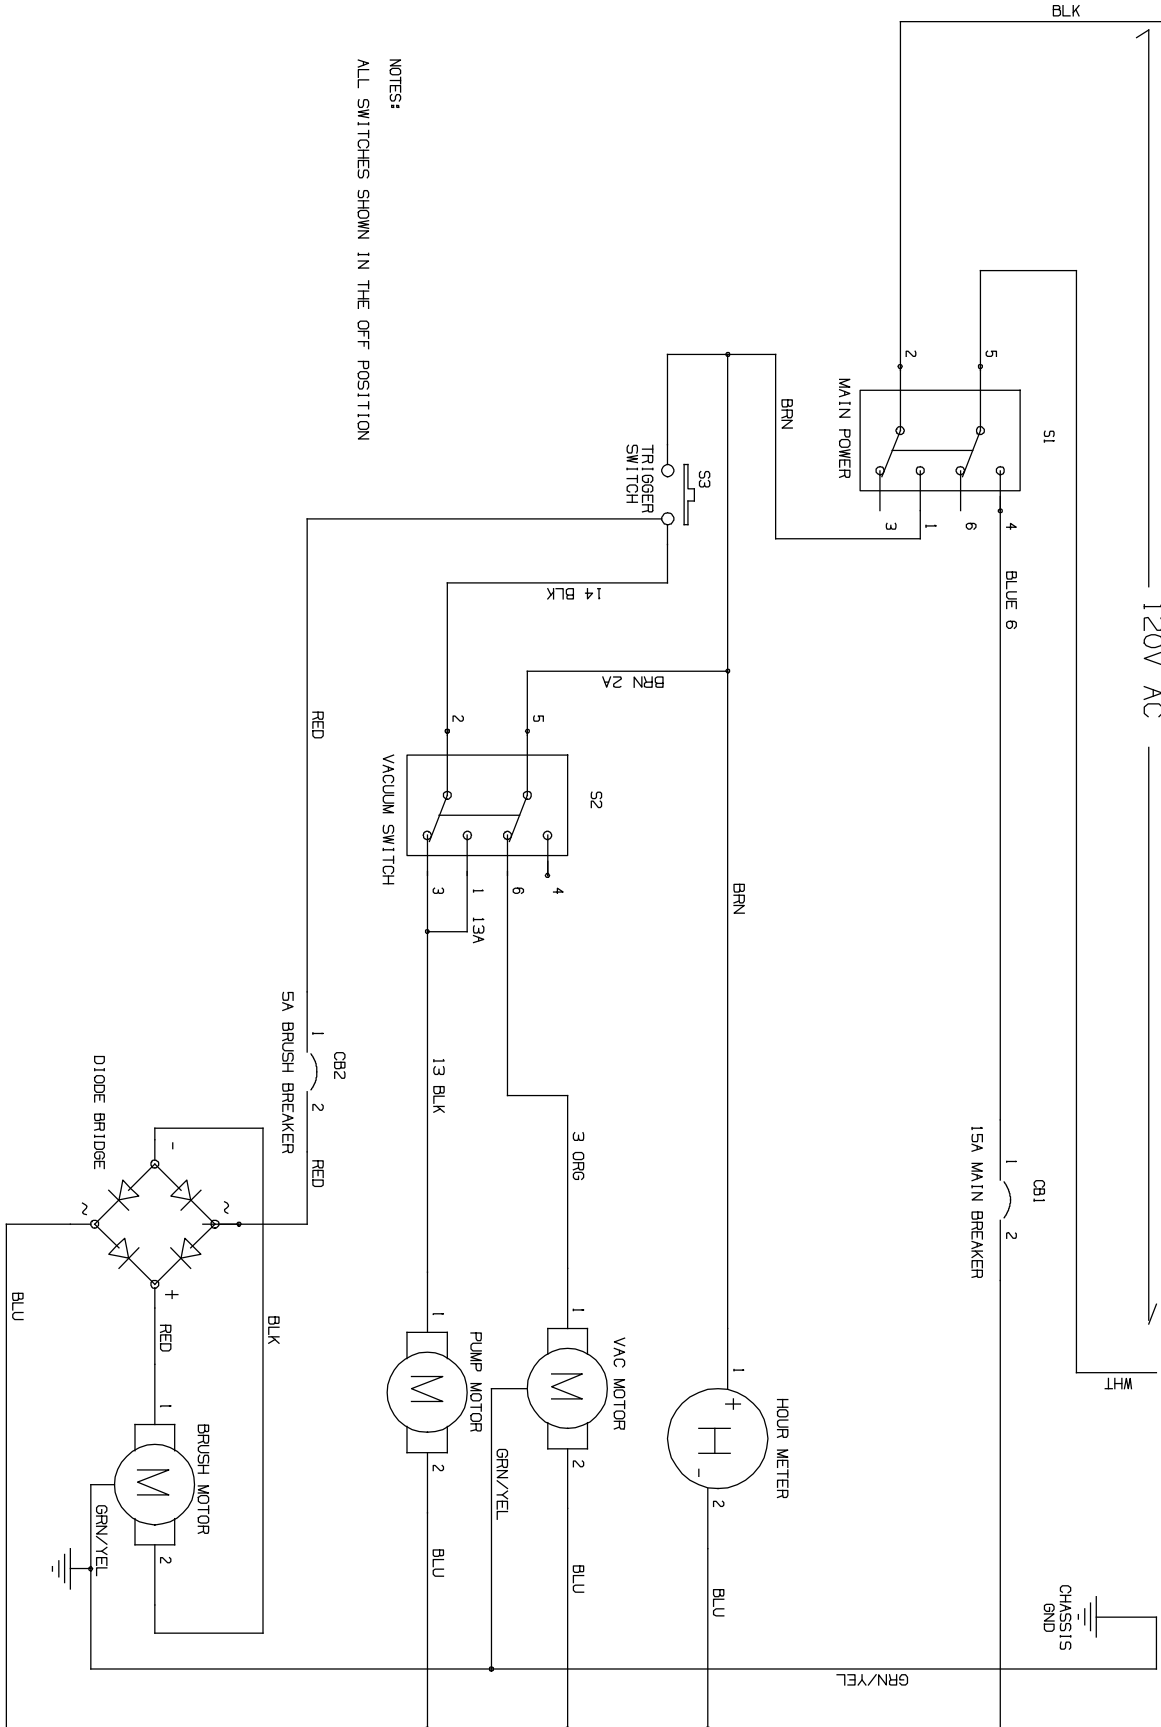 BLK
120V AC
WHT
NOTES:
ALL SWITCHES SHOWN IN THE OFF POSITION
S1
5
2
MAIN POWER
4
6
1
3
BLUE 6
BRN
S3
TRIGGER
SWITCH
14 BLK
BRN 2A
RED
S2
5
2
VACUUM SWITCH
4
6
1
3
13A
BRN
CB1
1
2
15A MAIN BREAKER
CB2
1
2
5A BRUSH BREAKER
RED
13 BLK
3 ORG
DIODE BRIDGE
-
~
~
+
BLU
RED
BLK
1
M
2
BRUSH MOTOR
GRN/YEL
1
M
2
PUMP MOTOR
BLU
1
M
2
VAC MOTOR
GRN/YEL
BLU
1
+
H
-
2
HOUR METER
BLU
CHASSIS
GND
GRN/YEL